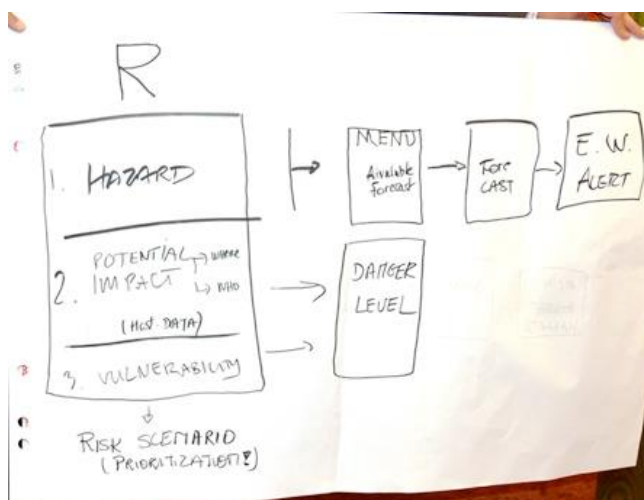 R
1. HAZARD
2. POTENTIAL IMPACT
→ WHERE
↳ WHO
(HIST. DATA)
3. VULNERABILITY
RISK SCENARIO
(PRIORITIZATION!)
MENU
Available
Forecast
FORE
CAST
E. W.
ALERT
DANGER
LEVEL